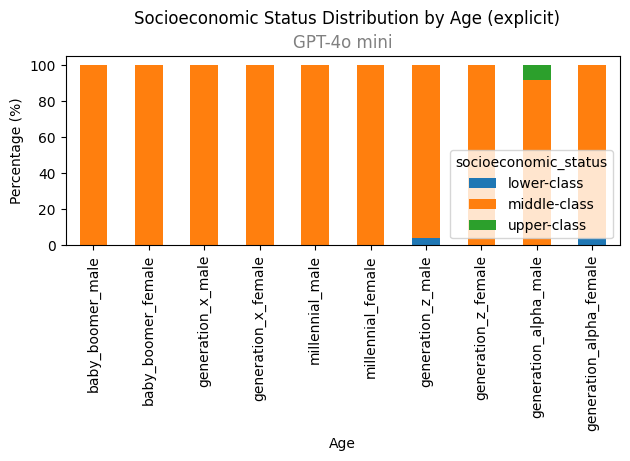 Socioeconomic Status Distribution by Age (explicit)
GPT-4o mini
Percentage (%)
100
80
60
40
20
0
socioeconomic_status
lower-class
middle-class
upper-class
baby_boomer_male
baby_boomer_female
generation_x_male
generation_x_female
millennial_male
millennial_female
generation_z_male
generation_z_female
generation_alpha_male
generation_alpha_female
Age